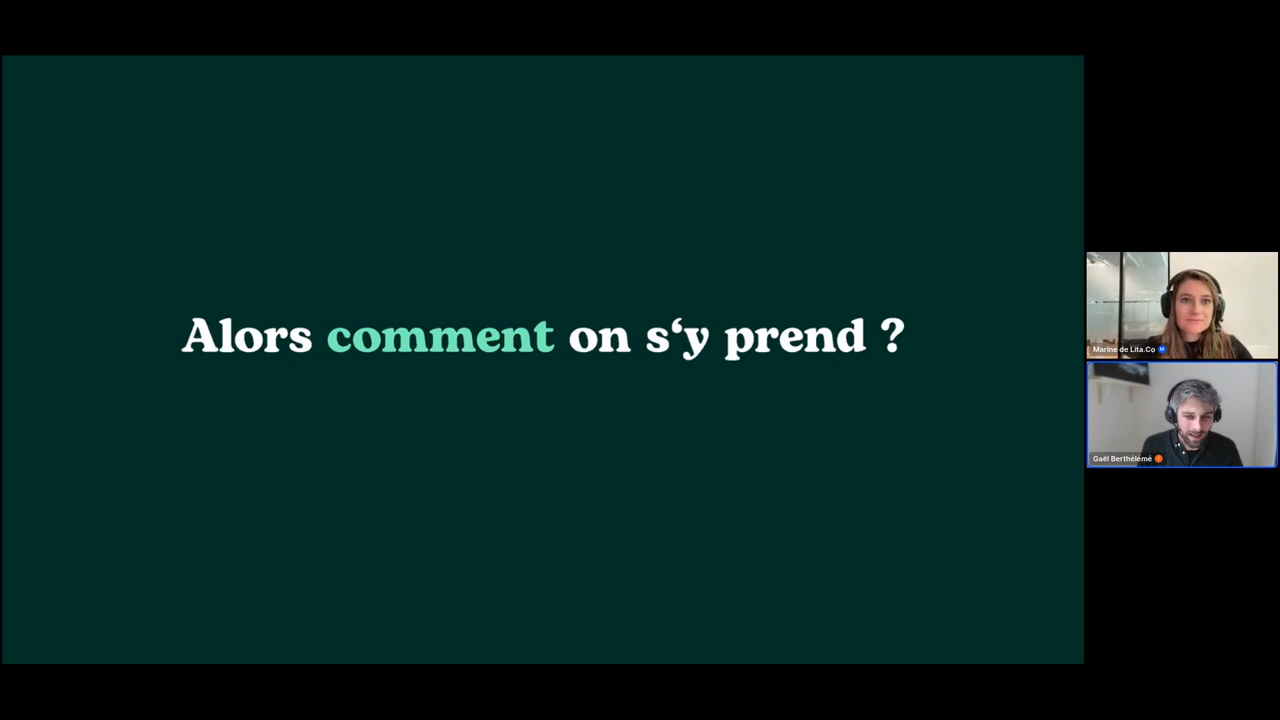 Alors comment on s‘y prend ?
Marine de Lita.Co M
Gaël Berthélémé